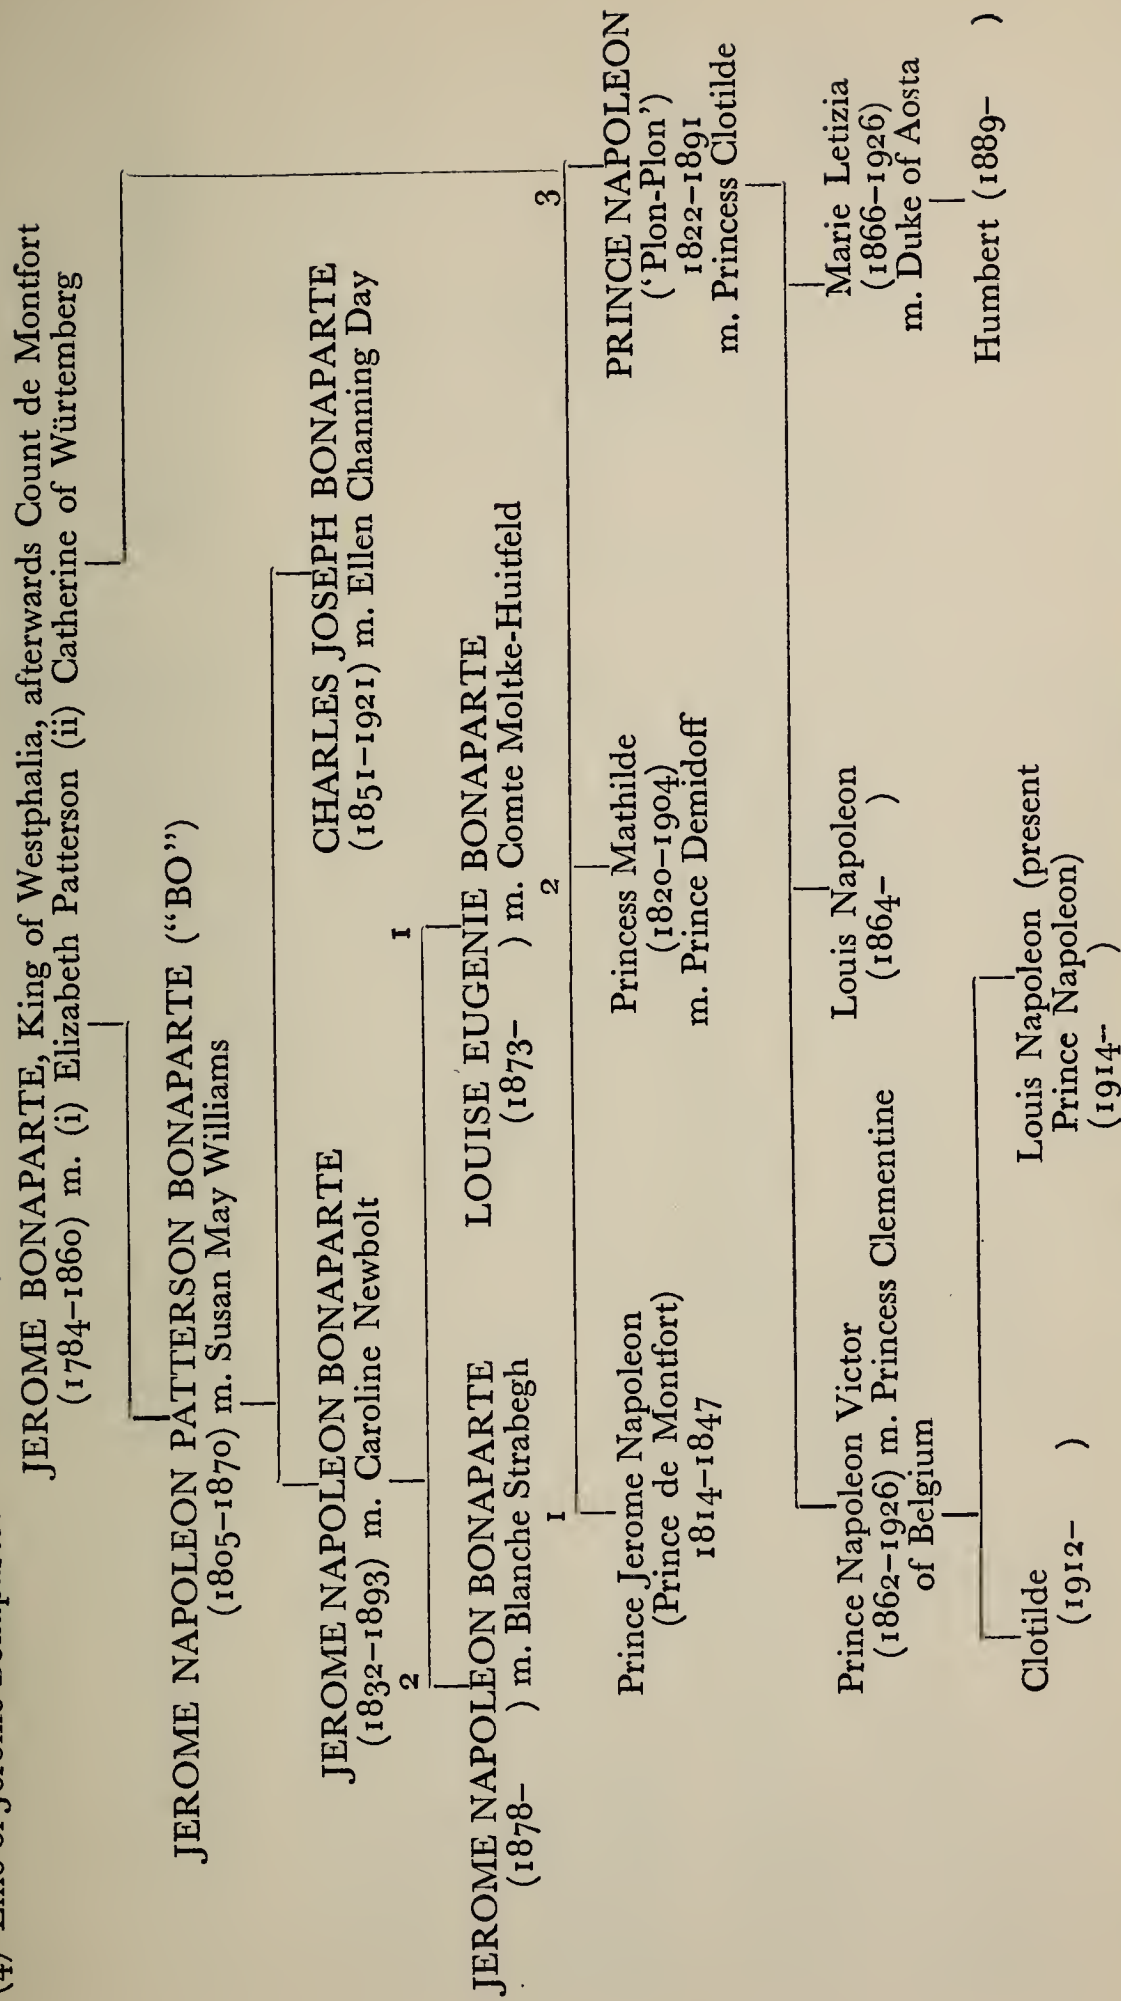 (4) Line of Jerome Bonaparte
JEROME BONAPARTE, King of Westphalia, afterwards Count de Montfort
(1784–1860) m. (i) Elizabeth Patterson (ii) Catherine of Würtemberg
JEROME NAPOLEON PATTERSON BONAPARTE (“BO”)
(1805–1870) m. Susan May Williams
JEROME NAPOLEON BONAPARTE
(1832–1893) m. Caroline Newbolt
CHARLES JOSEPH BONAPARTE
(1851–1921) m. Ellen Channing Day
2
1
JEROME NAPOLEON BONAPARTE
(1878– ) m. Blanche Strabegh
LOUISE EUGENIE BONAPARTE
(1873– ) m. Comte Moltke-Huitfeld
1
2
3
Prince Jerome Napoleon
(Prince de Montfort)
1814–1847
Princess Mathilde
(1820–1904)
m. Prince Demidoff
PRINCE NAPOLEON
(‘Plon-Plon’)
1822–1891
m. Princess Clotilde
Prince Napoleon Victor
(1862–1926) m. Princess Clementine
of Belgium
Louis Napoleon
(1864– )
Marie Letizia
(1866–1926)
m. Duke of Aosta
Clotilde
(1912– )
Louis Napoleon (present
Prince Napoleon)
(1914– )
Humbert (1889– )